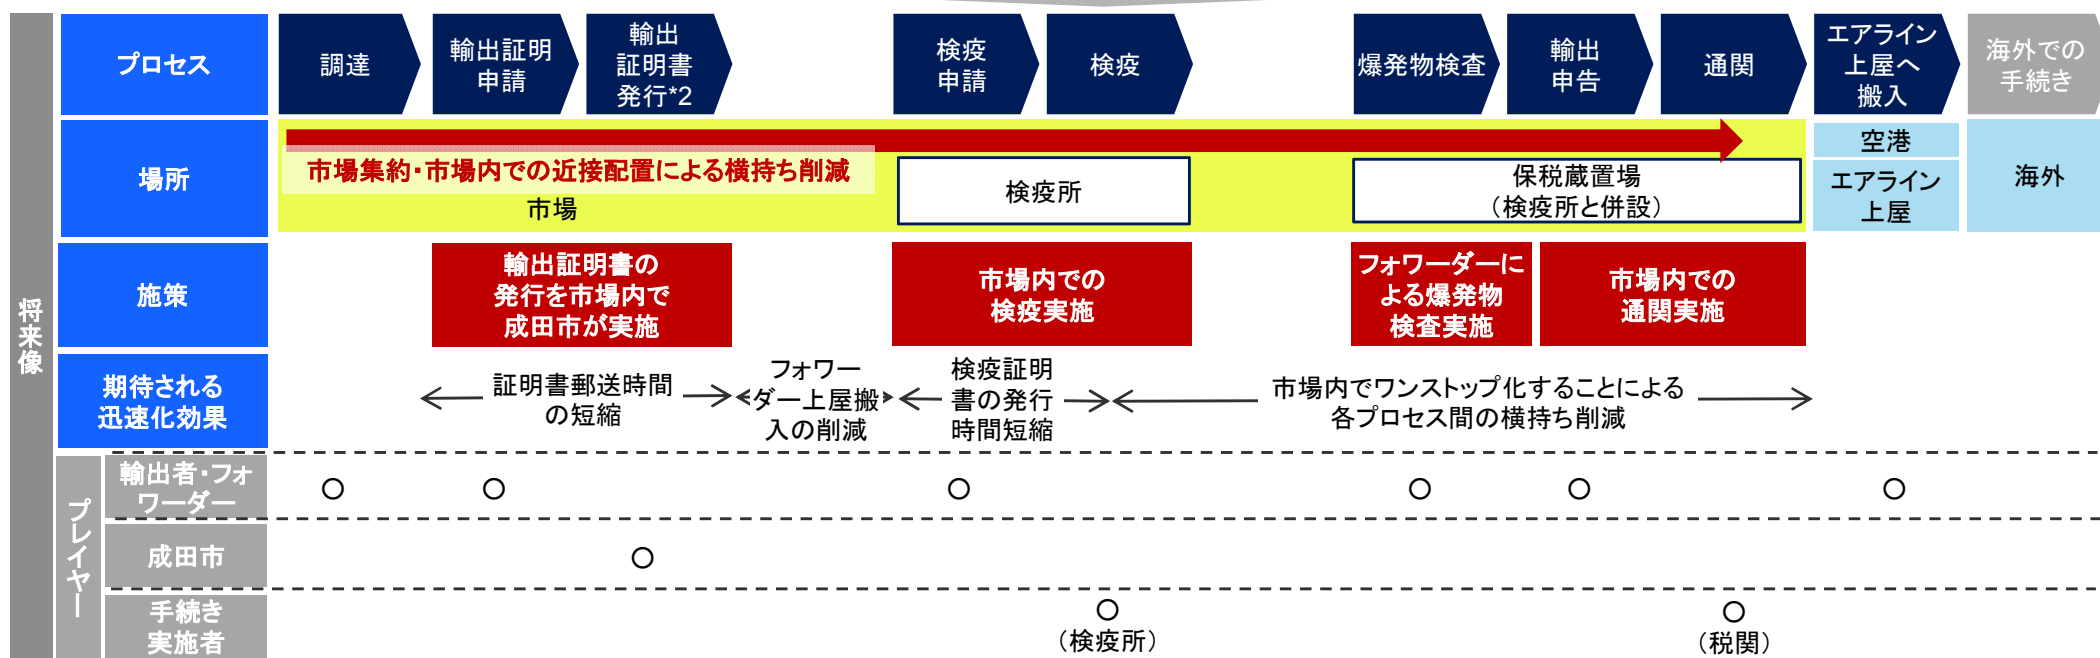 将来像
プロセス
調達
輸出証明
申請
輸出
証明書
発行*2
検疫
申請
検疫
爆発物検査
輸出
申告
通関
エアライン
上屋へ
搬入
海外での
手続き
場所
市場集約・市場内での近接配置による横持ち削減
市場
検疫所
保税蔵置場
（検疫所と併設）
空港
エアライン
上屋
海外
施策
輸出証明書の
発行を市場内で
成田市が実施
市場内での
検疫実施
フォワーダーに
よる爆発物
検査実施
市場内での
通関実施
期待される
迅速化効果
証明書郵送時間
の短縮
フォワー
ダー上屋搬
入の削減
検疫証明
書の発行
時間短縮
市場内でワンストップ化することによる
各プロセス間の横持ち削減
プレイヤー
輸出者・フォ
ワーダー
○ ○ ○ ○ ○ ○
成田市
○
手続き
実施者
○ ○
（検疫所） （税関）